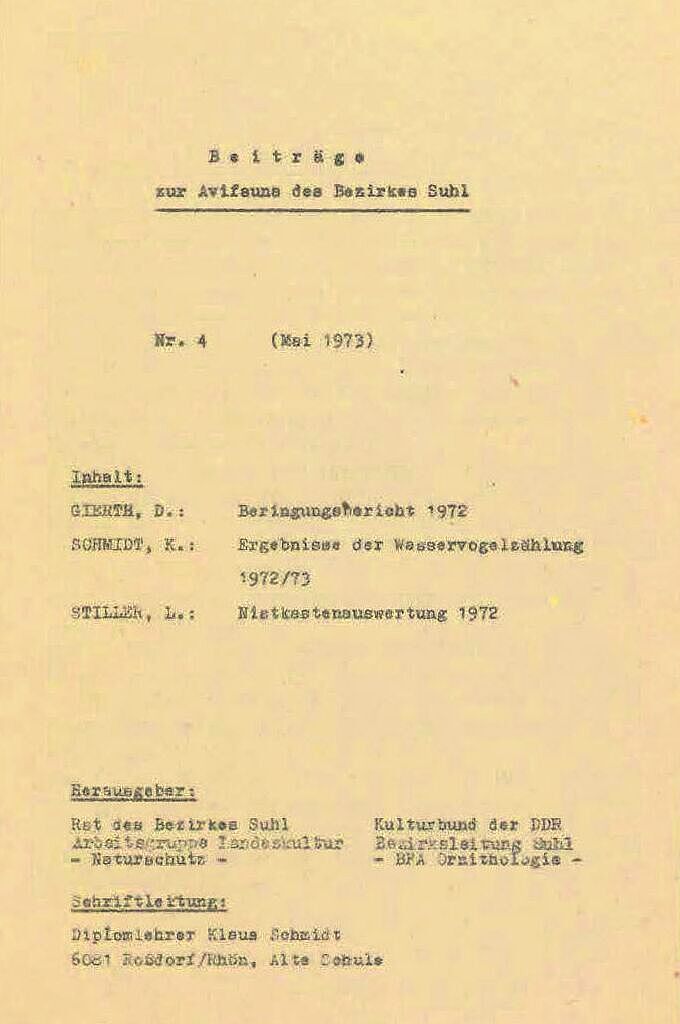 B e i t r ä g e
zur Avifauna des Bezirkes Suhl
Nr. 4 (Mai 1973)
Inhalt:
GIERTH, D.: Beringungsbericht 1972
SCHMIDT, K.: Ergebnisse der Wasservogelzählung
1972/73
STILLER, L.: Nistkastenauswertung 1972
Herausgeber:
Rat des Bezirkes Suhl Kulturbund der DDR
Arbeitsgruppe Landeskultur Bezirksleitung Suhl
- Naturschutz - - BFA Ornithologie -
Schriftleitung:
Diplomlehrer Klaus Schmidt
6081 Roßdorf/Rhön, Alte Schule